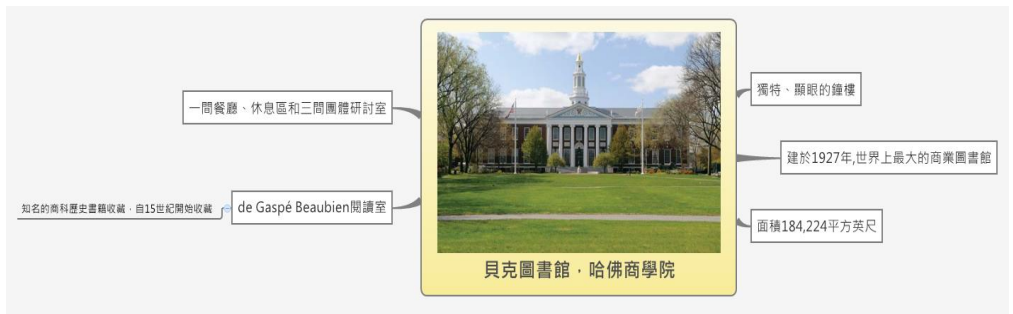 一間餐廳、休息區和三間團體研討室
知名的商科歷史書籍收藁,自15世紀開始收藏
de Gaspé Beaubien閱讀室
貝克圖書館,哈佛商學院
獨特、顯眼的鐘樓
建於1927年,世界上最大的商業圖書館
面積184,224平方英尺